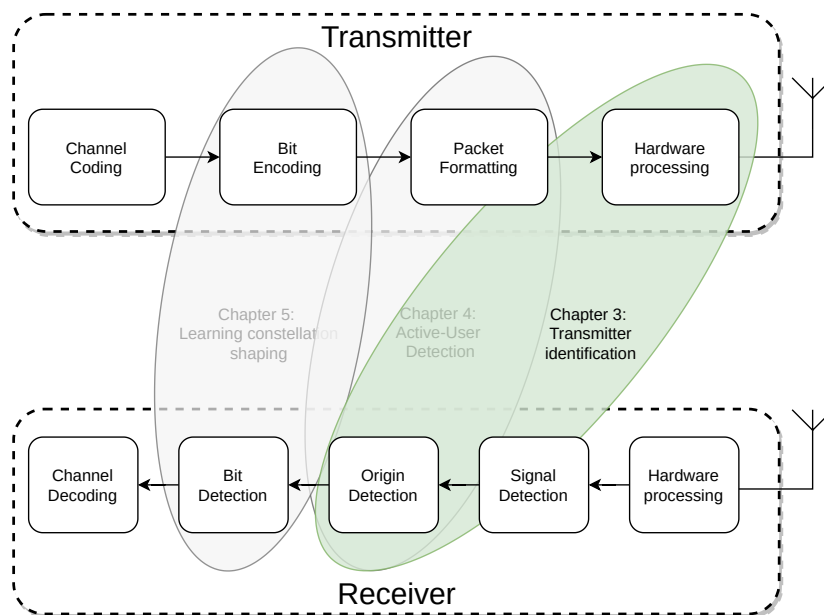 Transmitter
Channel
Coding
Bit
Encoding
Packet
Formatting
Hardware
processing
Chapter 5:
Learning constellation
shaping
Chapter 4:
Active-User
Detection
Chapter 3:
Transmitter
identification
Channel
Decoding
Bit
Detection
Origin
Detection
Signal
Detection
Hardware
processing
Receiver